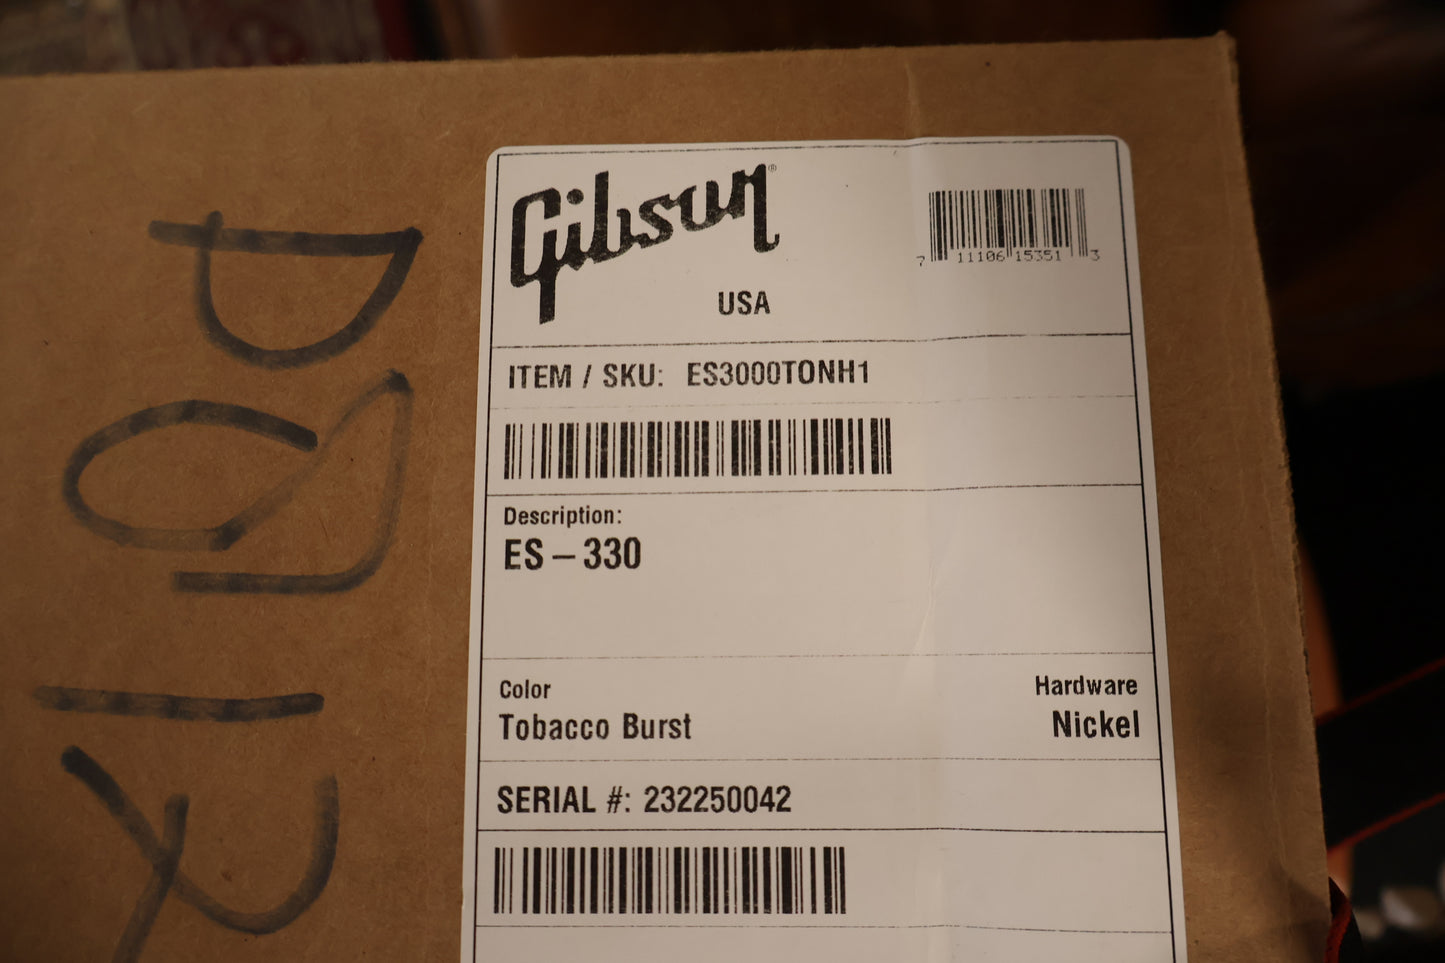 Gibson®
USA
7 11106 15351 3
ITEM / SKU: ES3000TONH1
Description:
ES – 330
Color
Tobacco Burst
Hardware
Nickel
SERIAL #: 232250042